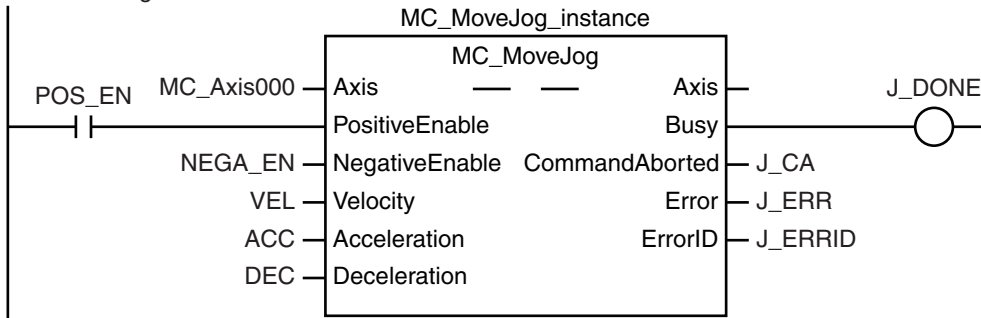 MC_MoveJog_instance
MC_MoveJog
POS_EN MC_Axis000 Axis Axis J_DONE
PositiveEnable Busy
NEGA_EN NegativeEnable CommandAborted J_CA
VEL Velocity Error J_ERR
ACC Acceleration ErrorID J_ERRID
DEC Deceleration